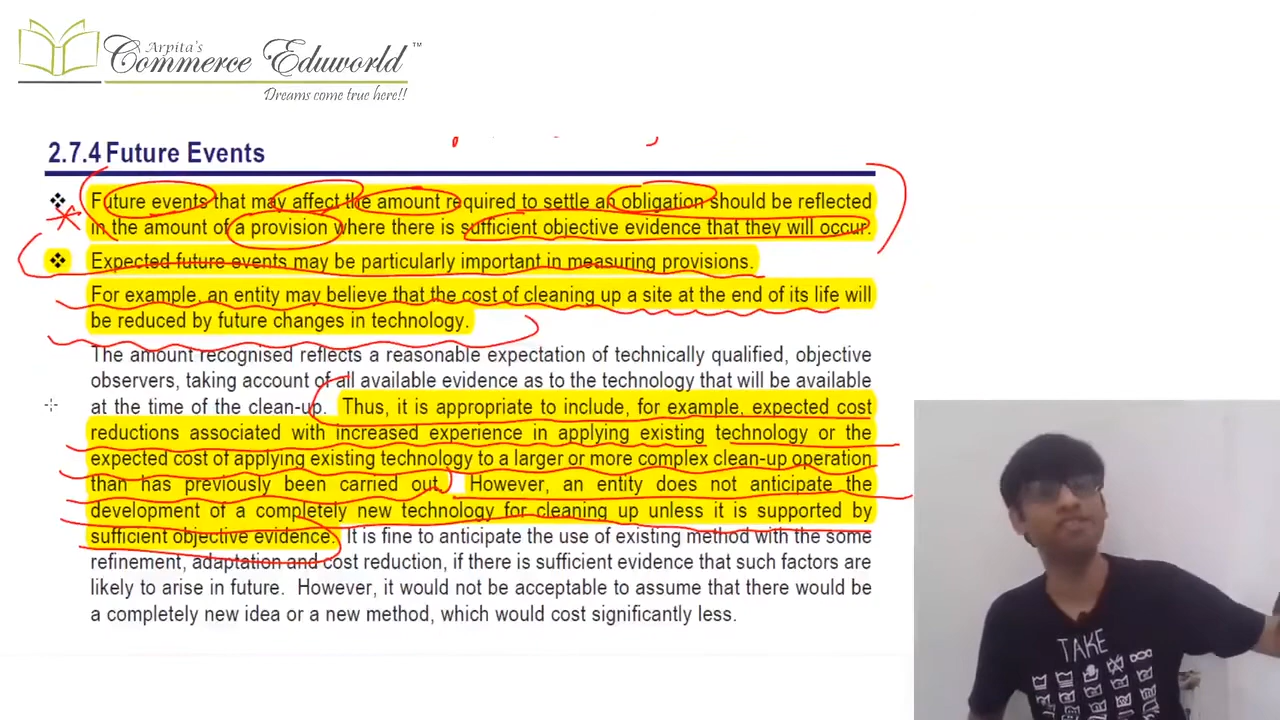 Arpita's
Commerce Eduworld™
Dreams come true here!!
2.7.4 Future Events
❖ Future events that may affect the amount required to settle an obligation should be reflected
in the amount of a provision where there is sufficient objective evidence that they will occur.
❖ Expected future events may be particularly important in measuring provisions.
For example, an entity may believe that the cost of cleaning up a site at the end of its life will
be reduced by future changes in technology.
The amount recognised reflects a reasonable expectation of technically qualified, objective
observers, taking account of all available evidence as to the technology that will be available
at the time of the clean-up. Thus, it is appropriate to include, for example, expected cost
reductions associated with increased experience in applying existing technology or the
expected cost of applying existing technology to a larger or more complex clean-up operation
than has previously been carried out. However, an entity does not anticipate the
development of a completely new technology for cleaning up unless it is supported by
sufficient objective evidence. It is fine to anticipate the use of existing method with the some
refinement, adaptation and cost reduction, if there is sufficient evidence that such factors are
likely to arise in future. However, it would not be acceptable to assume that there would be
a completely new idea or a new method, which would cost significantly less.
TAKE